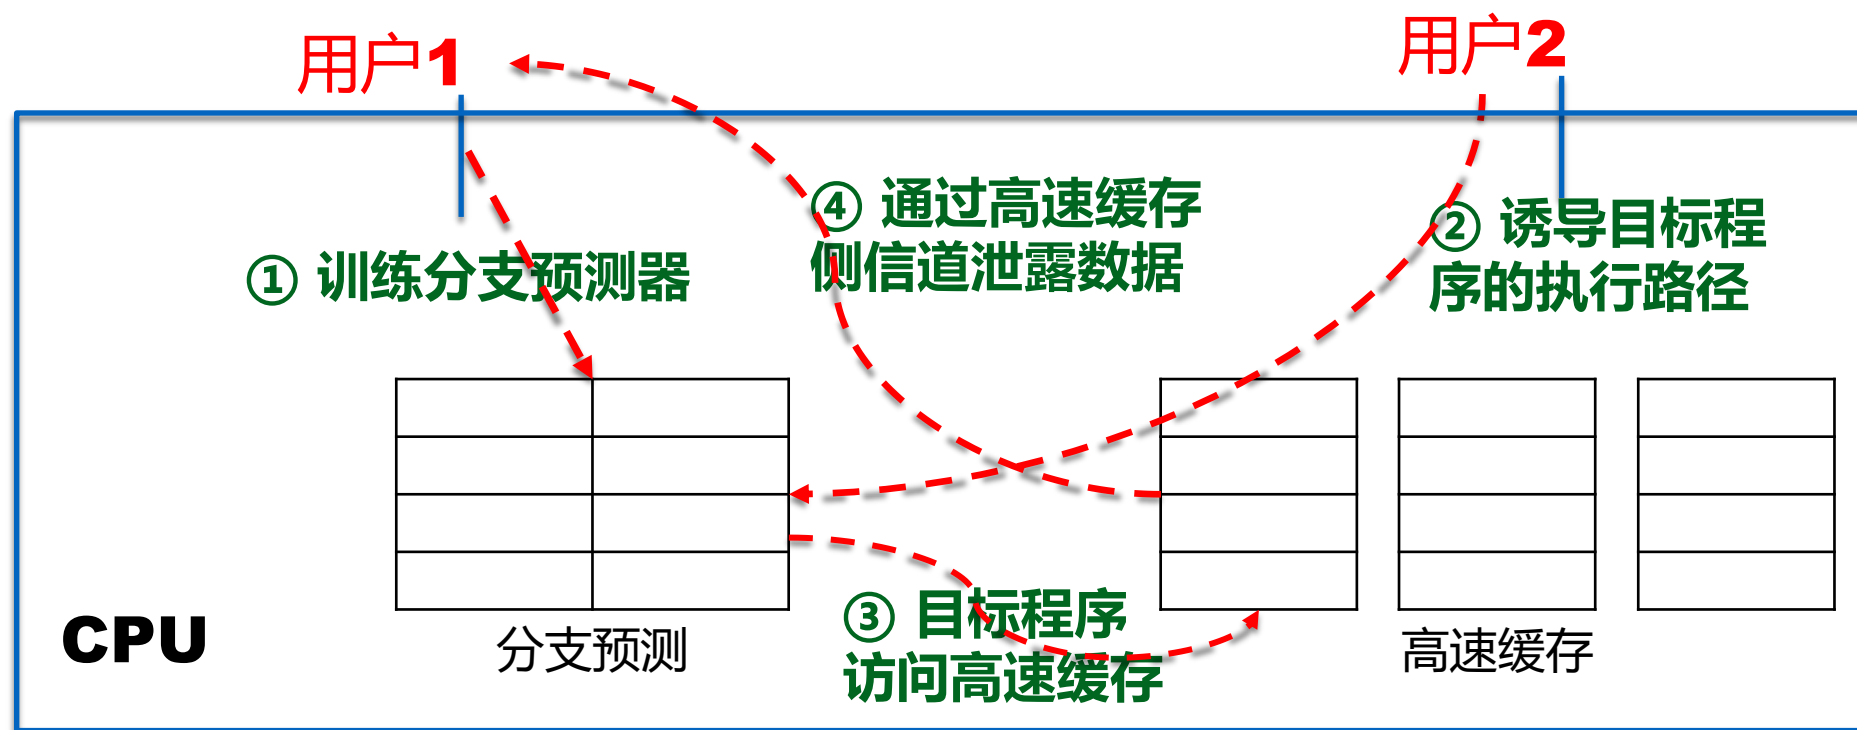 用户1
用户2
① 训练分支预测器
④ 通过高速缓存
侧信道泄露数据
② 诱导目标程
序的执行路径
③ 目标程序
访问高速缓存
CPU
分支预测
高速缓存